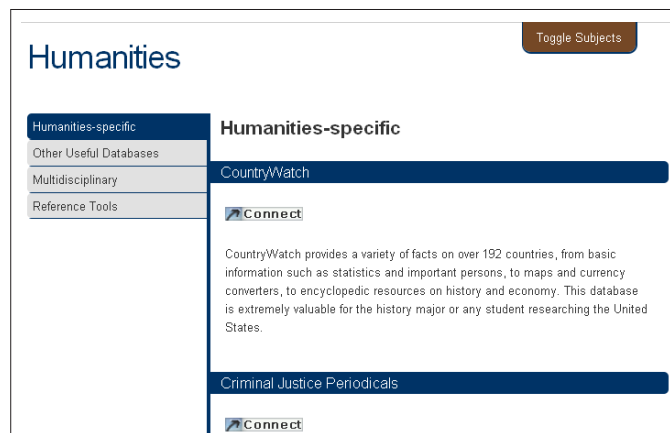 Toggle Subjects
Humanities
Humanities-specific
Other Useful Databases
Multidisciplinary
Reference Tools
Humanities-specific
CountryWatch
Connect
CountryWatch provides a variety of facts on over 192 countries, from basic
information such as statistics and important persons, to maps and currency
converters, to encyclopedic resources on history and economy. This database
is extremely valuable for the history major or any student researching the United
States.
Criminal Justice Periodicals
Connect